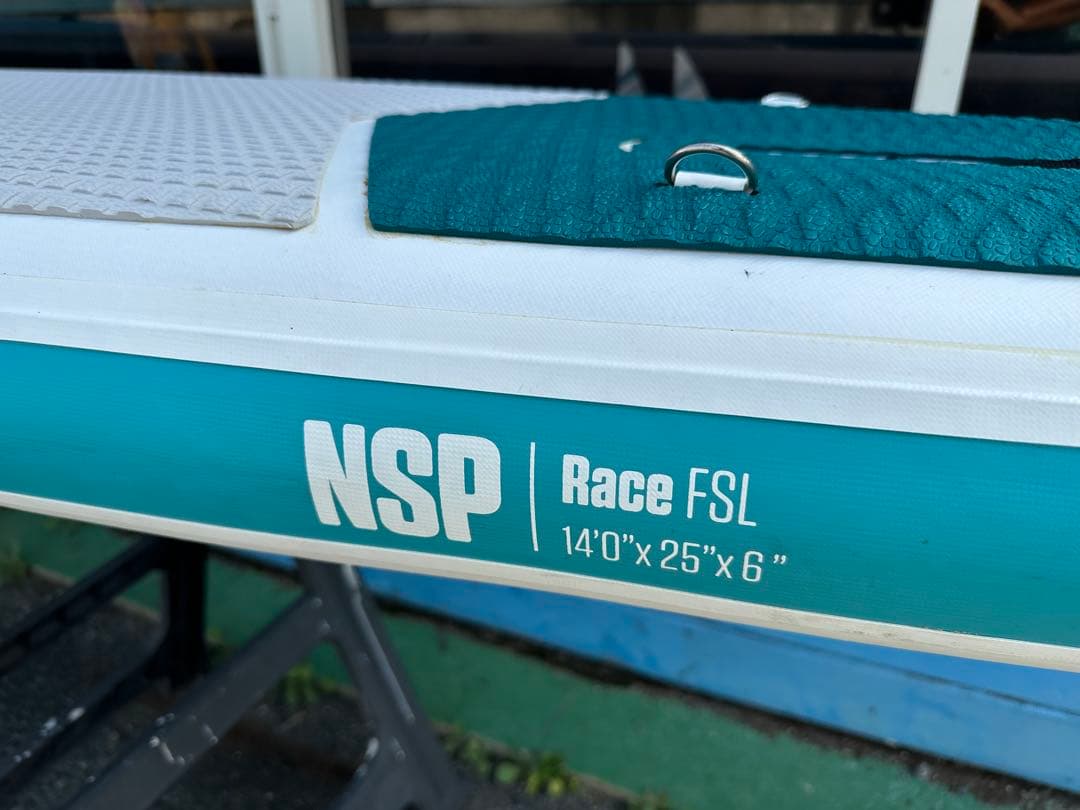 NSP
Race FSL
14'0"x 25"x 6"